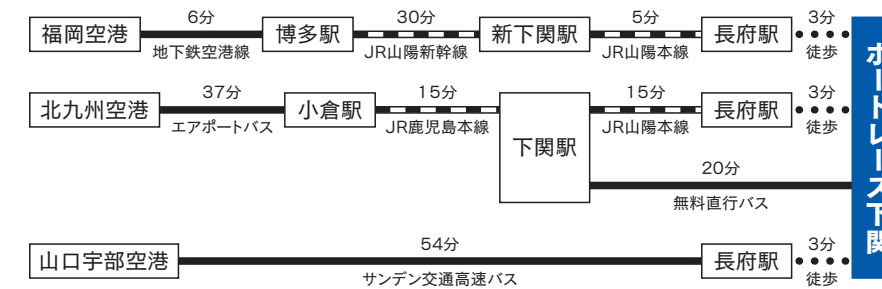 6分 30分 5分 3分
福岡空港 博多駅 新下関駅 長府駅
地下鉄空港線 JR山陽新幹線 JR山陽本線 徒歩
37分 15分 15分 3分
北九州空港 小倉駅 下関駅 長府駅
エアポートバス JR鹿児島本線 JR山陽本線 徒歩
20分
無料直行バス
54分 3分
山口宇部空港 長府駅
サンデン交通高速バス 徒歩
ボートレース下関